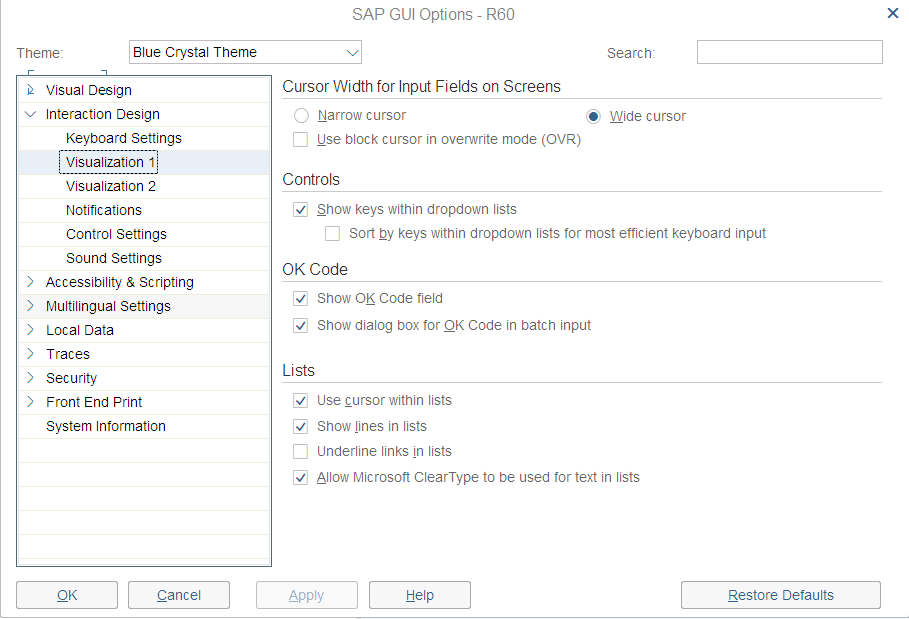 SAP GUI Options - R60
Theme: Blue Crystal Theme Search:
Visual Design
Interaction Design
Keyboard Settings
Visualization 1
Visualization 2
Notifications
Control Settings
Sound Settings
Accessibility & Scripting
Multilingual Settings
Local Data
Traces
Security
Front End Print
System Information
Cursor Width for Input Fields on Screens
Narrow cursor Wide cursor
Use block cursor in overwrite mode (OVR)
Controls
Show keys within dropdown lists
Sort by keys within dropdown lists for most efficient keyboard input
OK Code
Show OK Code field
Show dialog box for OK Code in batch input
Lists
Use cursor within lists
Show lines in lists
Underline links in lists
Allow Microsoft ClearType to be used for text in lists
OK Cancel Apply Help Restore Defaults